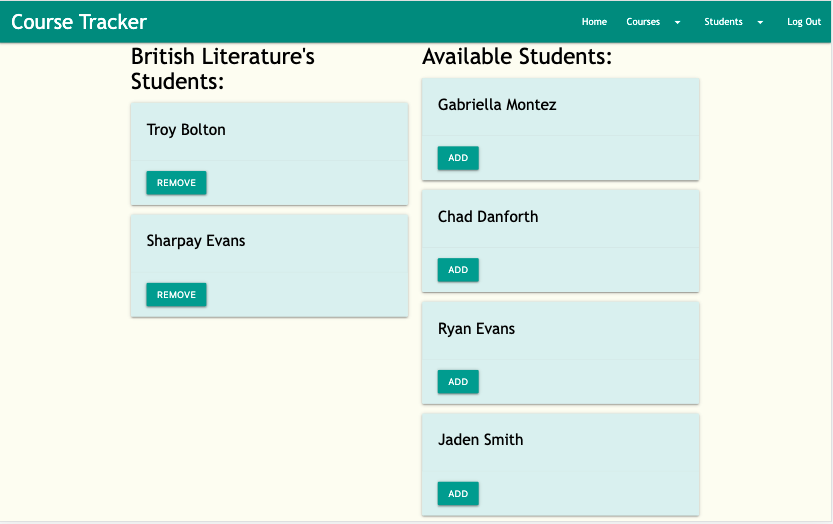 Course Tracker
Home Courses Students Log Out
British Literature's
Students:
Troy Bolton
REMOVE
Sharpay Evans
REMOVE
Available Students:
Gabriella Montez
ADD
Chad Danforth
ADD
Ryan Evans
ADD
Jaden Smith
ADD